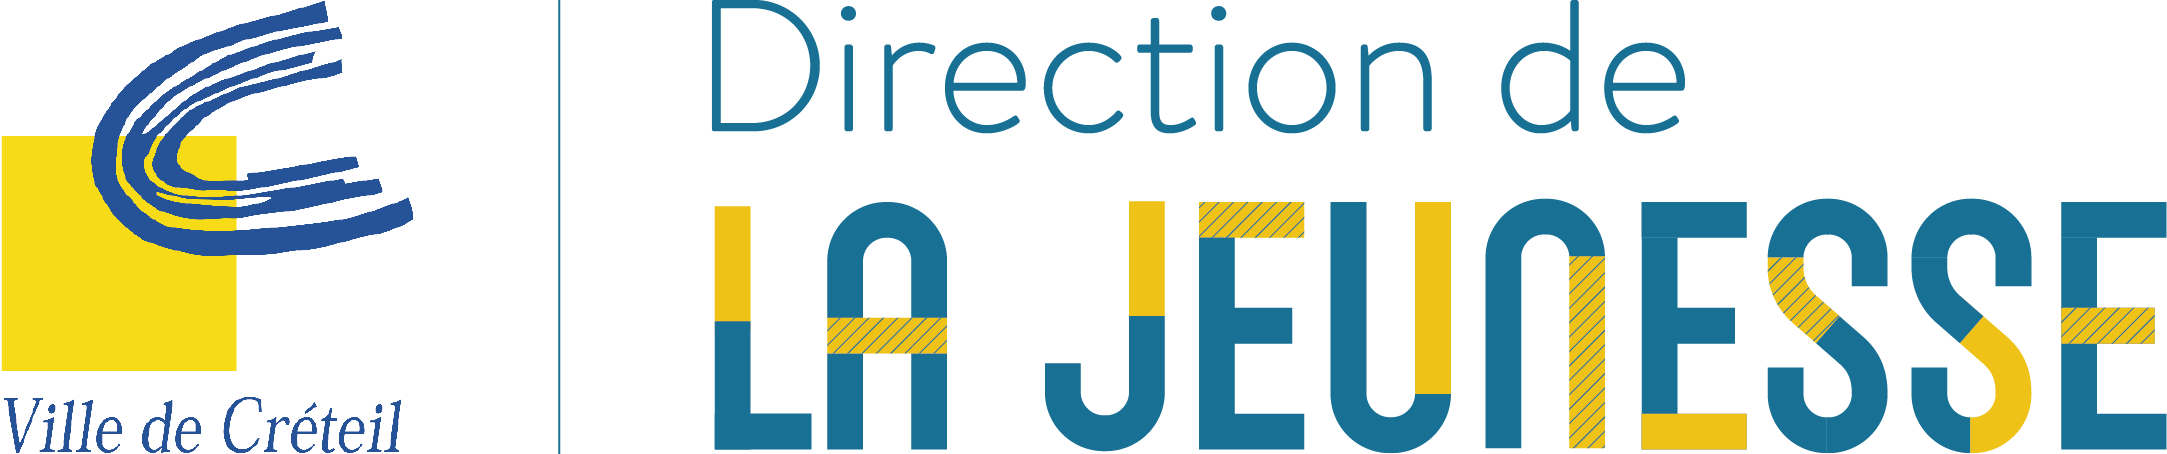 Ville de Créteil
Direction de
LA JEUNESSE